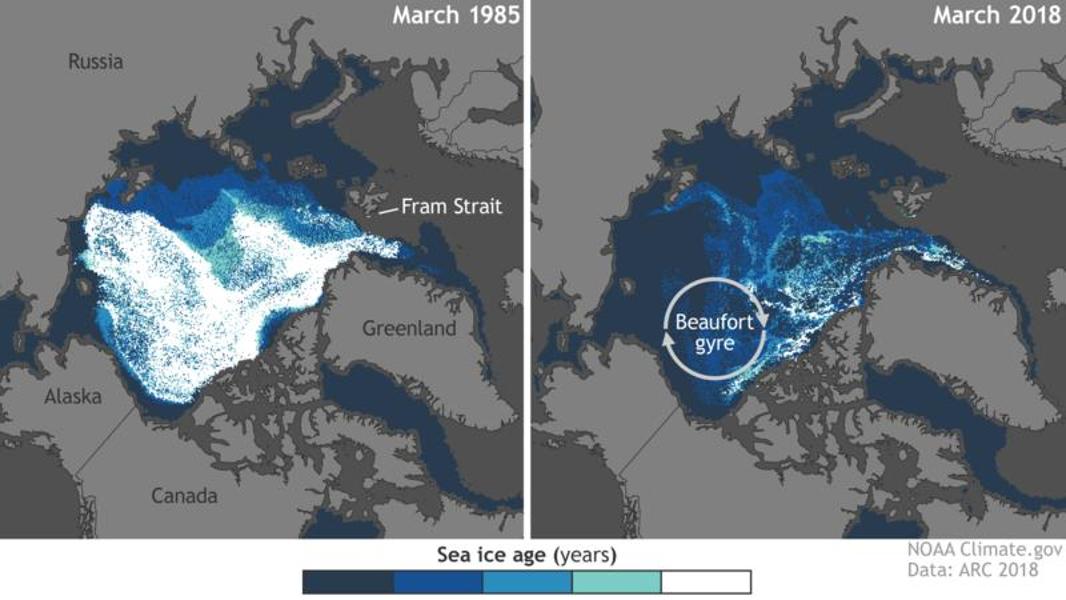 March 1985
March 2018
Russia
Fram Strait
Greenland
Beaufort
gyre
Alaska
Canada
Sea ice age (years)
NOAA Climate.gov
Data: ARC 2018